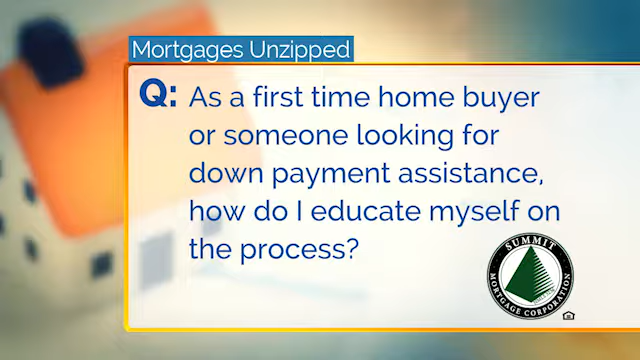 Mortgages Unzipped
Q: As a first time home buyer
or someone looking for
down payment assistance,
how do I educate myself on
the process?
SUMMIT
MORTGAGE CORPORATION